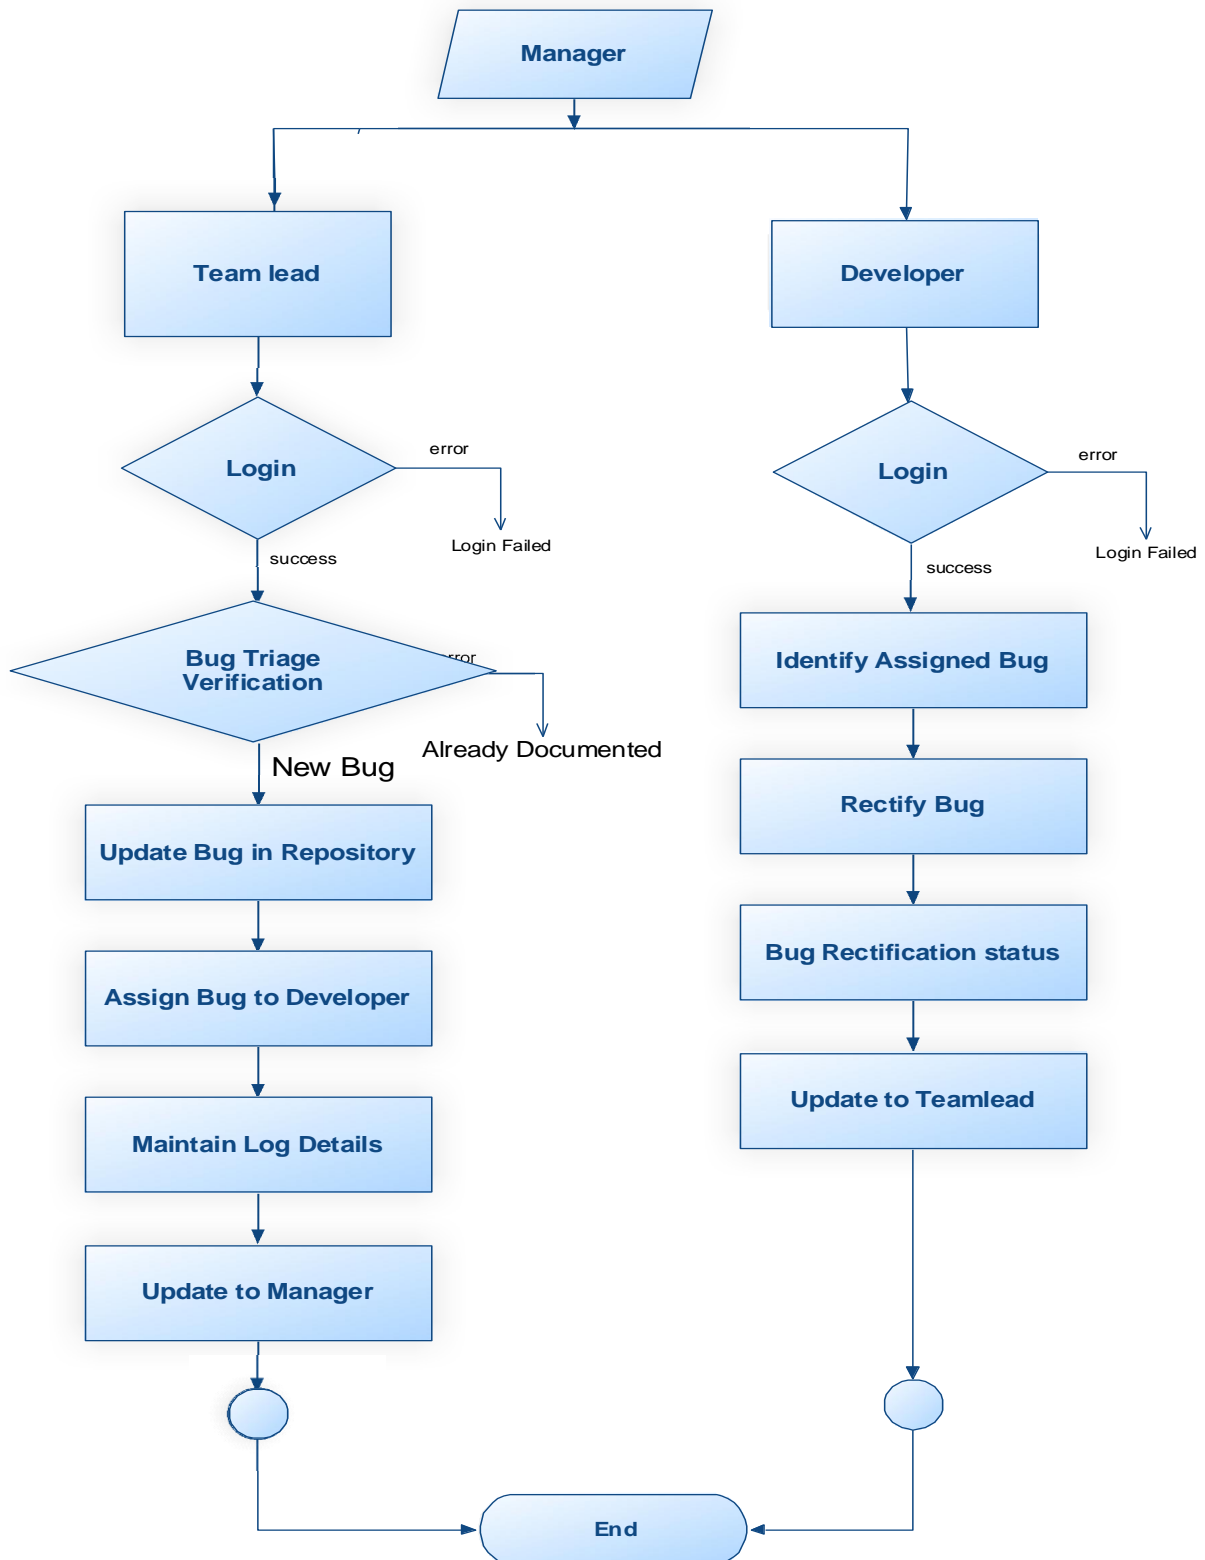 Manager
Team lead
Developer
Login
error
Login Failed
success
Login
error
Login Failed
success
Bug Triage
Verification
rror
Already Documented
New Bug
Identify Assigned Bug
Rectify Bug
Update Bug in Repository
Bug Rectification status
Assign Bug to Developer
Update to Teamlead
Maintain Log Details
Update to Manager
End